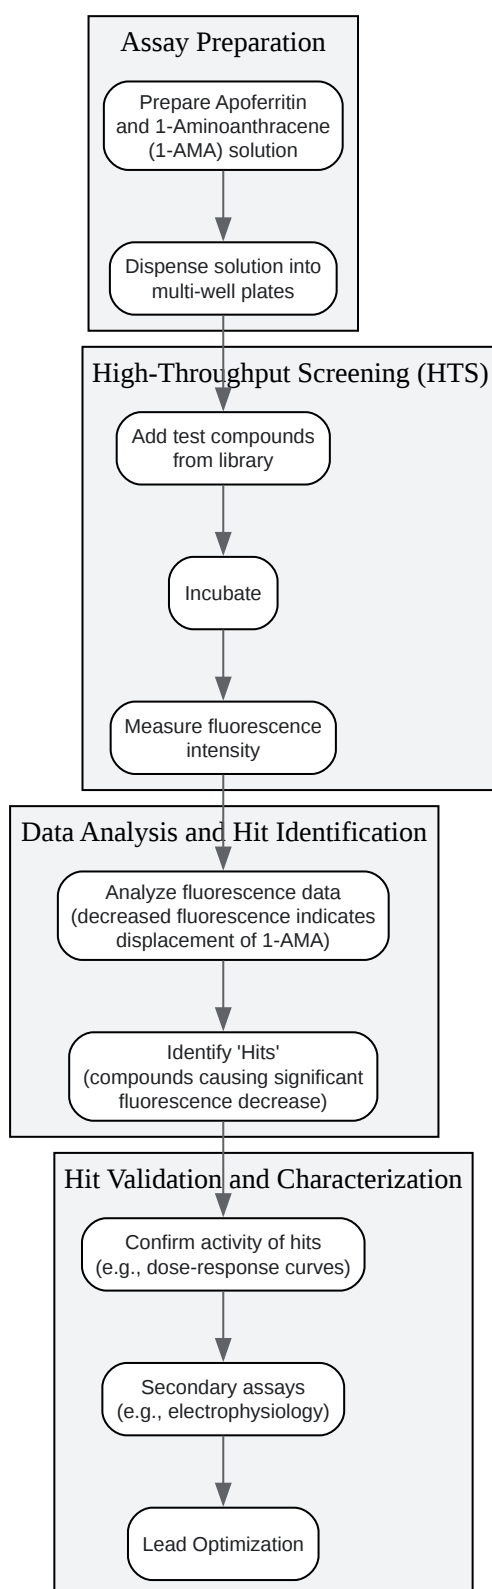 Assay Preparation
Prepare Apoferritin
and 1-Aminoanthracene
(1-AMA) solution
Dispense solution into
multi-well plates
High-Throughput Screening (HTS)
Add test compounds
from library
Incubate
Measure fluorescence
intensity
Data Analysis and Hit Identification
Analyze fluorescence data
(decreased fluorescence indicates
displacement of 1-AMA)
Identify 'Hits'
(compounds causing significant
fluorescence decrease)
Hit Validation and Characterization
Confirm activity of hits
(e.g., dose-response curves)
Secondary assays
(e.g., electrophysiology)
Lead Optimization